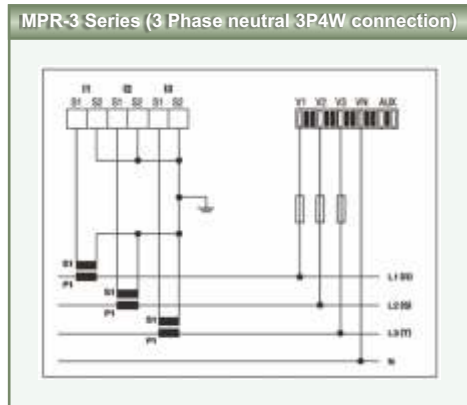 MPR-3 Series (3 Phase neutral 3P4W connection)
I1 I2 I3
S1 S2 S1 S2 S1 S2
V1 V2 V3 VN AUX
S1
P1
L1 (R)
S1
P1
L2 (S)
S1
P1
L3 (T)
N